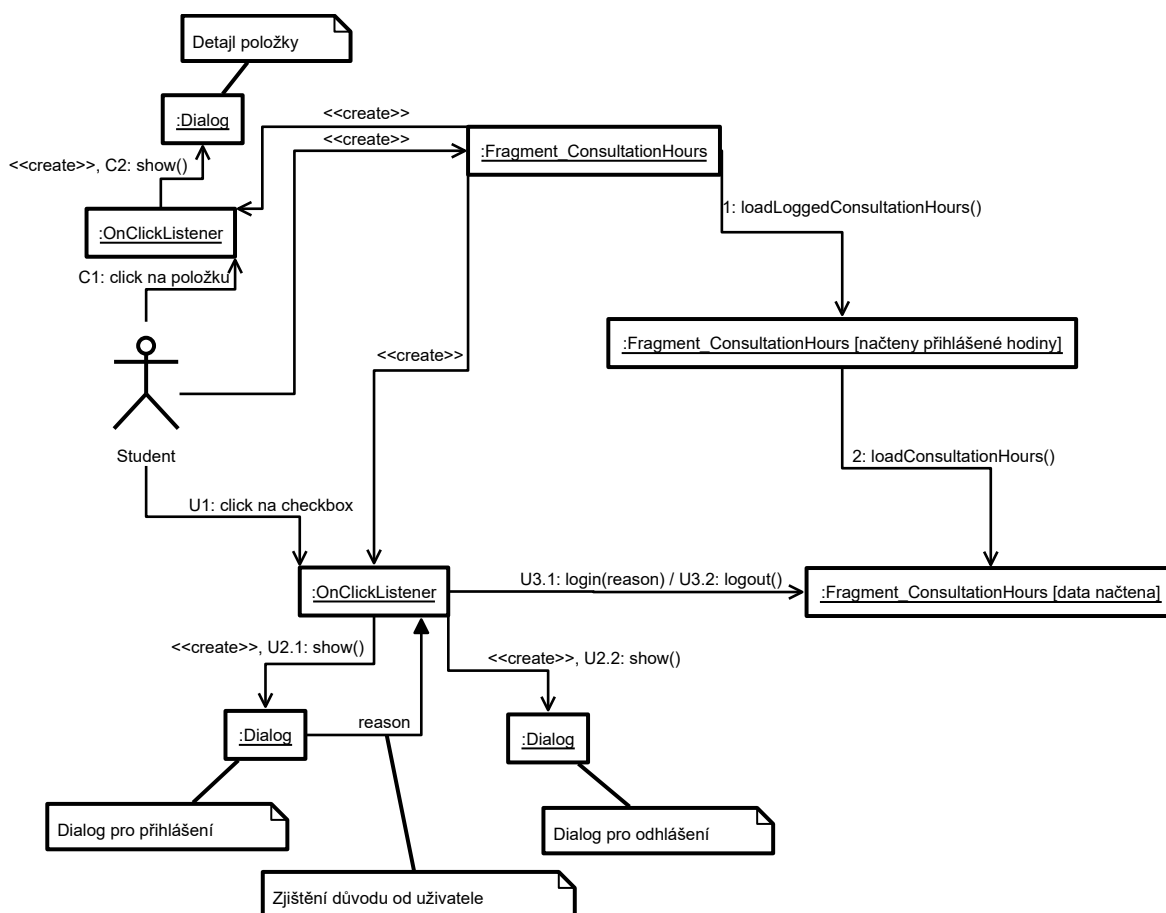 Detajl položky
:Dialog
<<create>>
<<create>>
:Fragment_ConsultationHours
<<create>>, C2: show()
1: loadLoggedConsultationHours()
:OnClickListener
C1: click na položku
:Fragment_ConsultationHours [načteny přihlášené hodiny]
<<create>>
Student
2: loadConsultationHours()
U1: click na checkbox
U3.1: login(reason) / U3.2: logout()
:OnClickListener
:Fragment_ConsultationHours [data načtena]
<<create>>, U2.1: show()
<<create>>, U2.2: show()
reason
:Dialog
:Dialog
Dialog pro přihlášení
Dialog pro odhlášení
Zjištění důvodu od uživatele